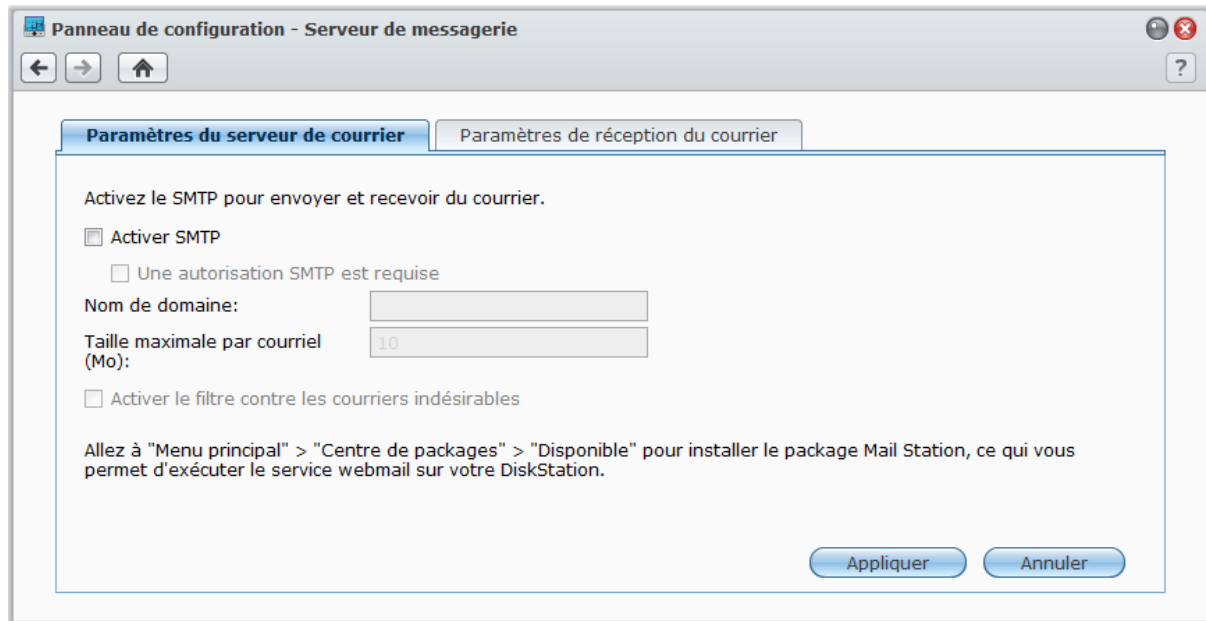 Panneau de configuration - Serveur de messagerie
?
Paramètres du serveur de courrier
Paramètres de réception du courrier
Activez le SMTP pour envoyer et recevoir du courrier.
Activer SMTP
Une autorisation SMTP est requise
Nom de domaine:
Taille maximale par courriel
(Mo):
10
Activer le filtre contre les courriers indésirables
Allez à "Menu principal" > "Centre de packages" > "Disponible" pour installer le package Mail Station, ce qui vous
permet d'exécuter le service webmail sur votre DiskStation.
Appliquer
Annuler